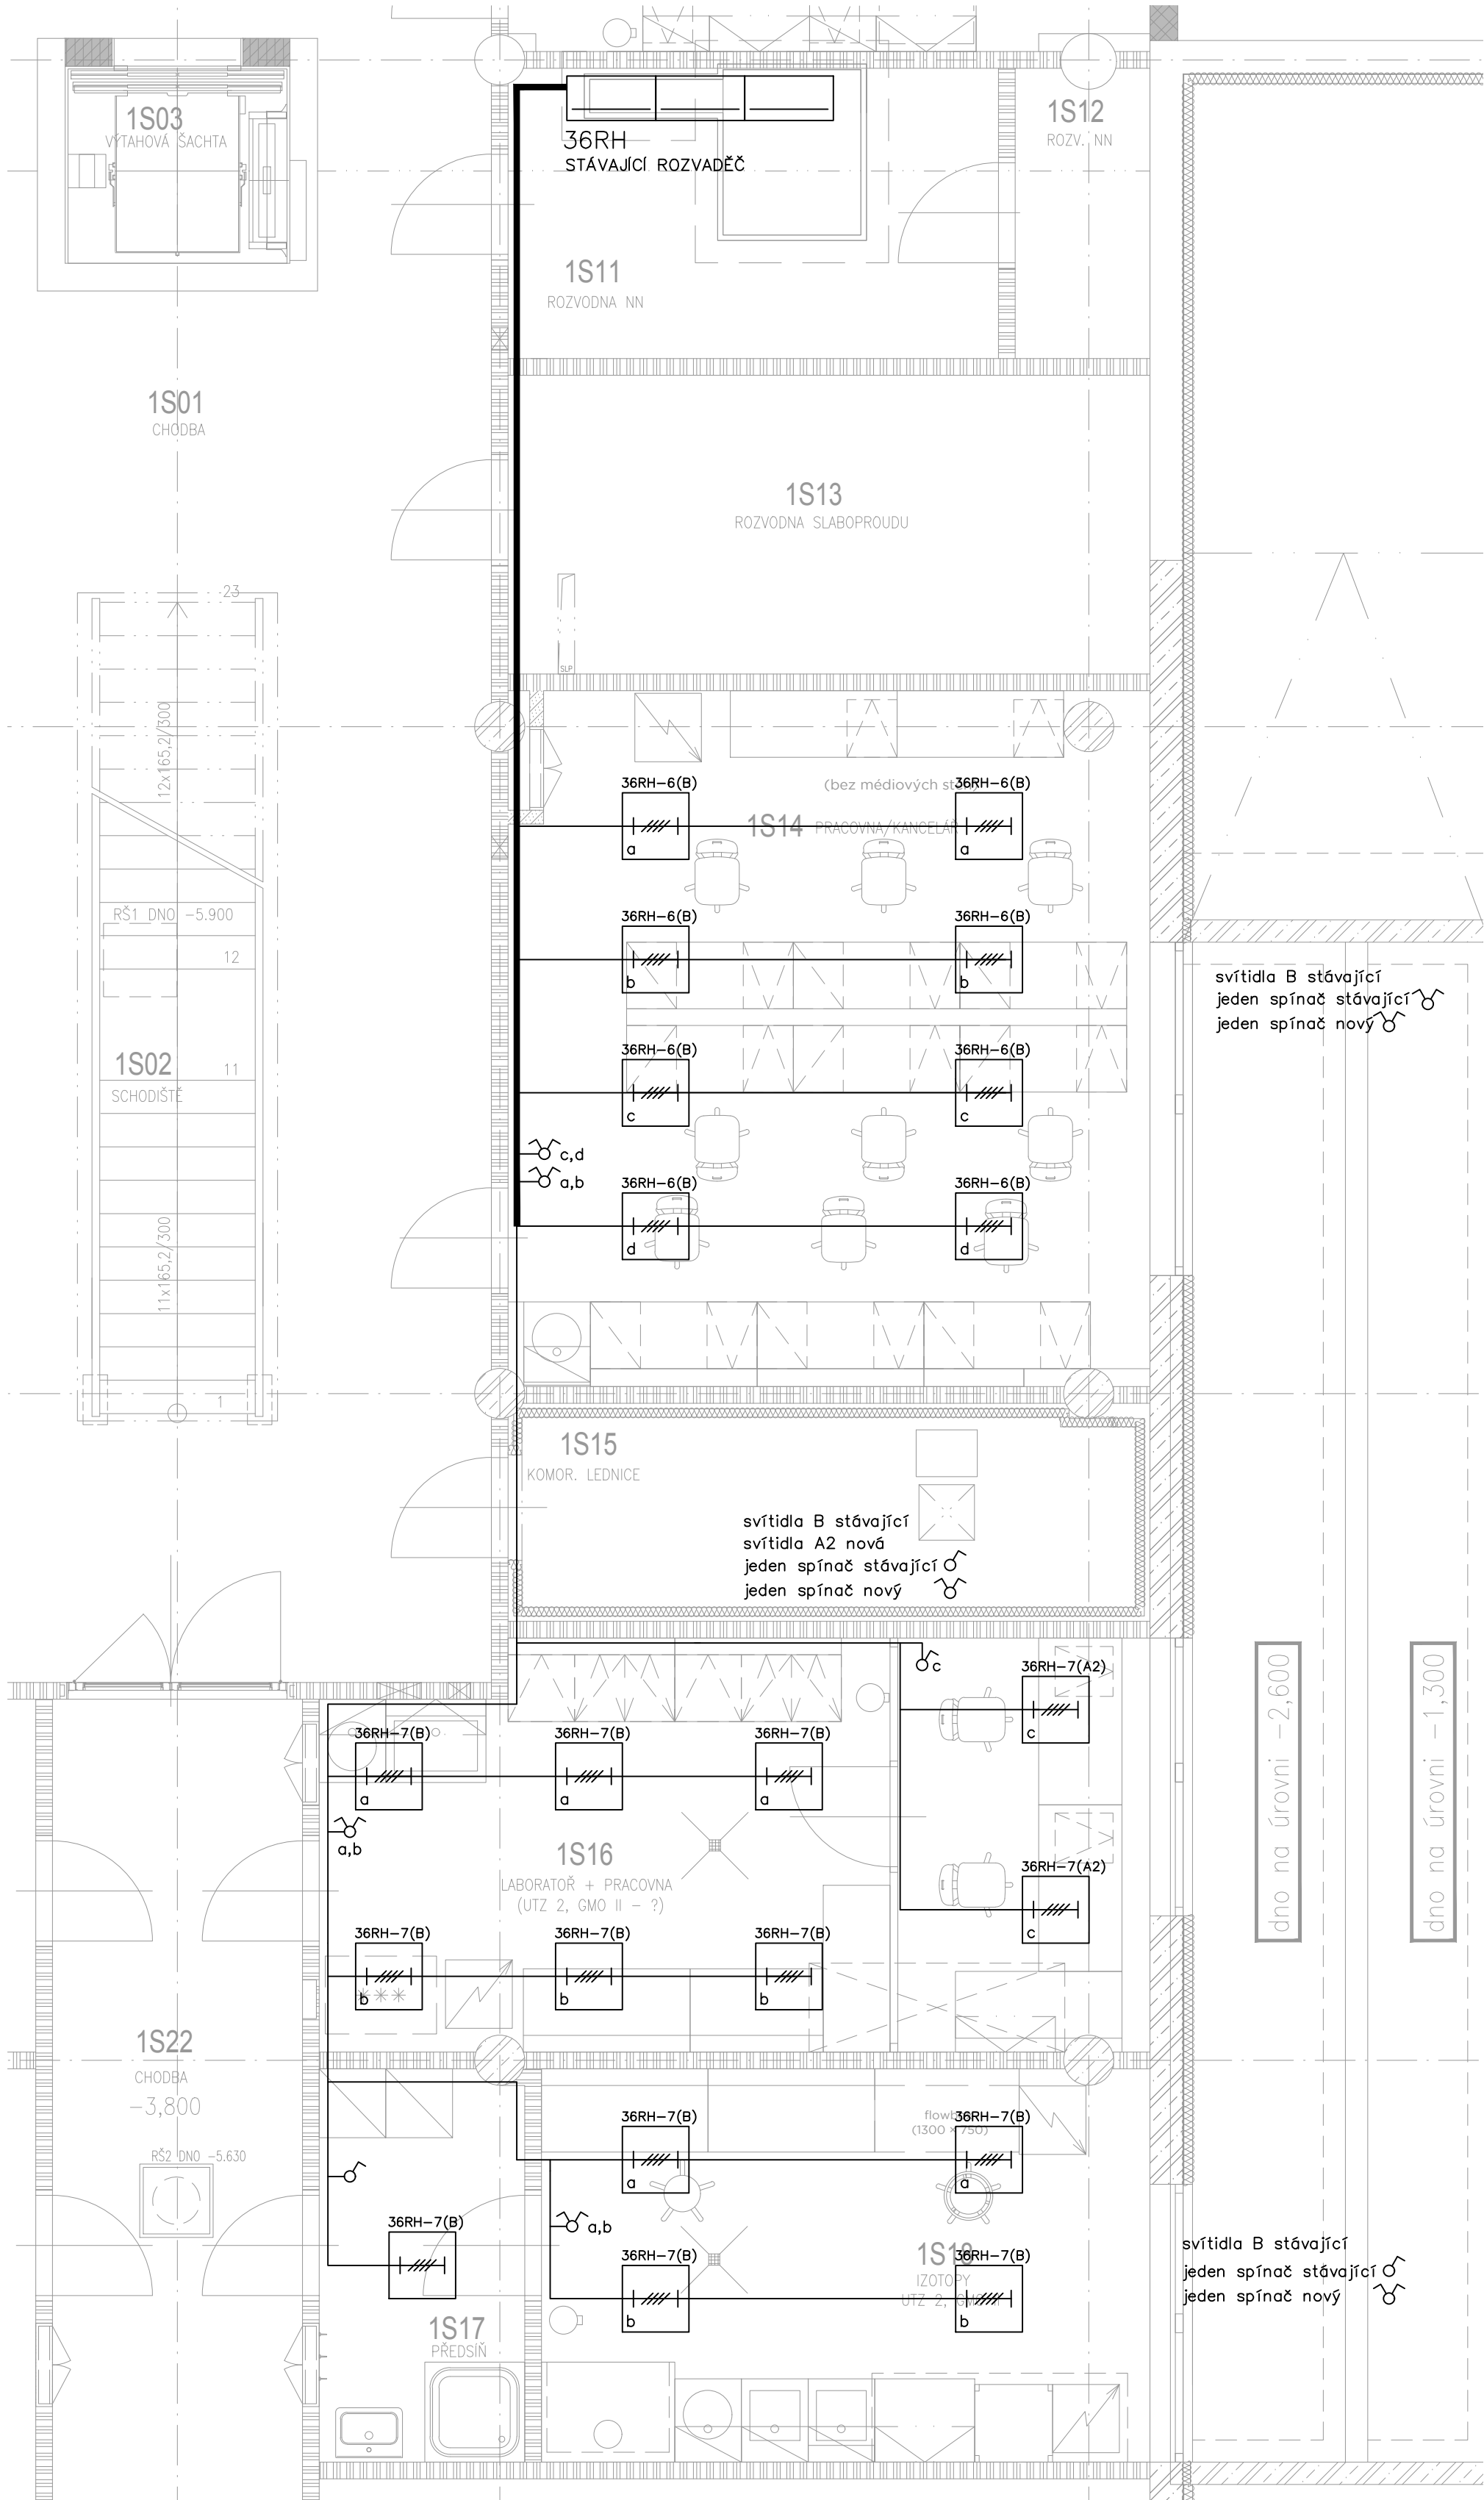 1S03
VÝTAHOVÁ ŠACHTA
36RH
STÁVAJÍCÍ ROZVADĚČ
1S12
ROZV. NN
1S11
ROZVODNA NN
1S01
CHODBA
1S13
ROZVODNA SLABOPROUDU
SLP
23
12x165,2/300
36RH-6(B)
(bez médiových
36RH-6(B)
1S14 PRACOVNA/KANCELÁŘ
a
a
RŠ1 DNO -5.900
12
36RH-6(B)
36RH-6(B)
b
b
svítidla B stávající
jeden spínač stávající
jeden spínač nový
1S02
SCHODIŠTĚ
11
36RH-6(B)
36RH-6(B)
c
c
c,d
a,b
36RH-6(B)
36RH-6(B)
d
d
11x165,2/300
1
1S15
KOMOR. LEDNICE
svítidla B stávající
svítidla A2 nová
jeden spínač stávající
jeden spínač nový
c
36RH-7(A2)
c
36RH-7(B)
36RH-7(B)
36RH-7(B)
a
a
a
a,b
1S16
LABORATOŘ + PRACOVNA
(UTZ 2, GMO II - ?)
36RH-7(A2)
c
dno na úrovni -2,600
dno na úrovni -1,300
36RH-7(B)
36RH-7(B)
36RH-7(B)
b
b
b
1S22
CHODBA
-3,800
RŠ2 DNO -5.630
36RH-7(B)
36RH-7(B)
(1300 × 750)
a
a
36RH-7(B)
a,b
36RH-7(B)
36RH-7(B)
1S18
IZOTOPY
UTZ 2,
b
b
svítidla B stávající
jeden spínač stávající
jeden spínač nový
1S17
PŘEDSÍŇ